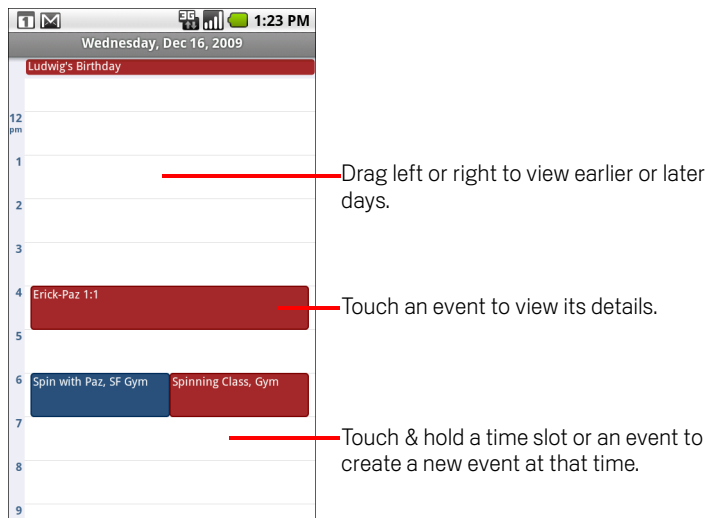 1 3G 1:23 PM
Wednesday, Dec 16, 2009
Ludwig's Birthday
12
pm
1
Drag left or right to view earlier or later
days.
2
3
4 Erick-Paz 1:1
Touch an event to view its details.
5
6 Spin with Paz, SF Gym Spinning Class, Gym
7
Touch & hold a time slot or an event to
create a new event at that time.
8
9